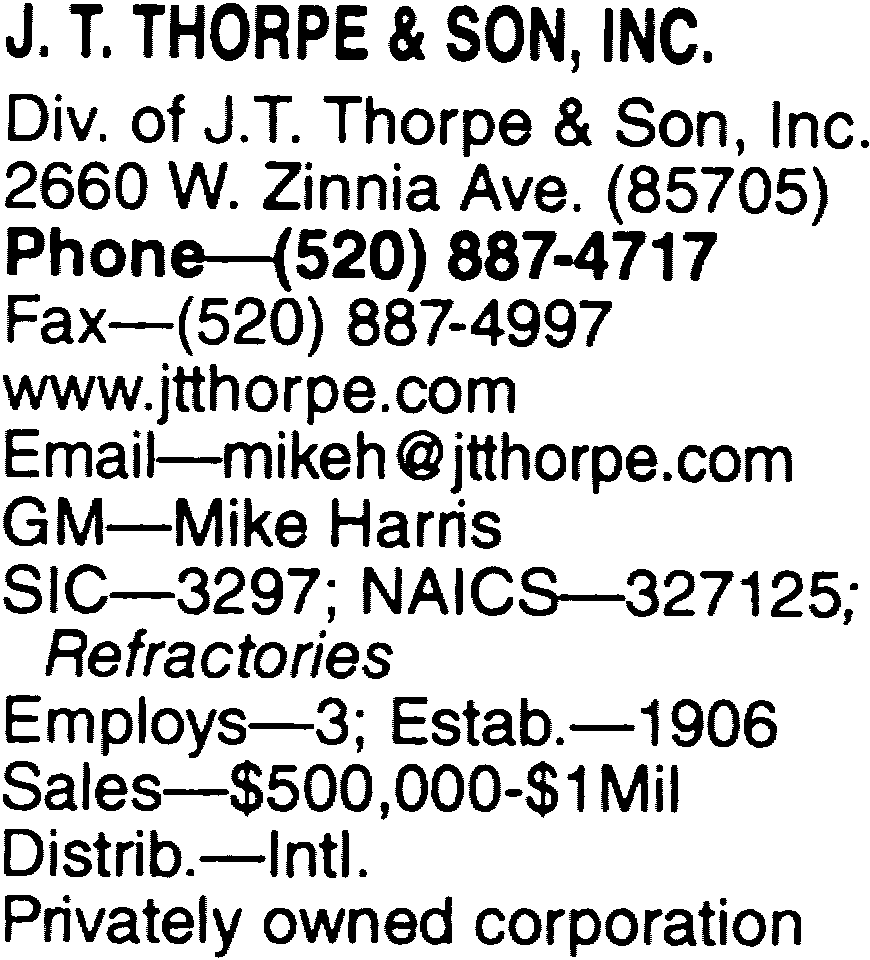 J. T. THORPE & SON, INC.
Div. of J.T. Thorpe & Son, Inc.
2660 W. Zinnia Ave. (85705)
Phone—(520) 887-4717
Fax—(520) 887-4997
www.jtthorpe.com
Email—mikeh@jtthorpe.com
GM—Mike Harris
SIC—3297; NAICS—327125;
Refractories
Employs—3; Estab.—1906
Sales—$500,000-$1Mil
Distrib.—Intl.
Privately owned corporation